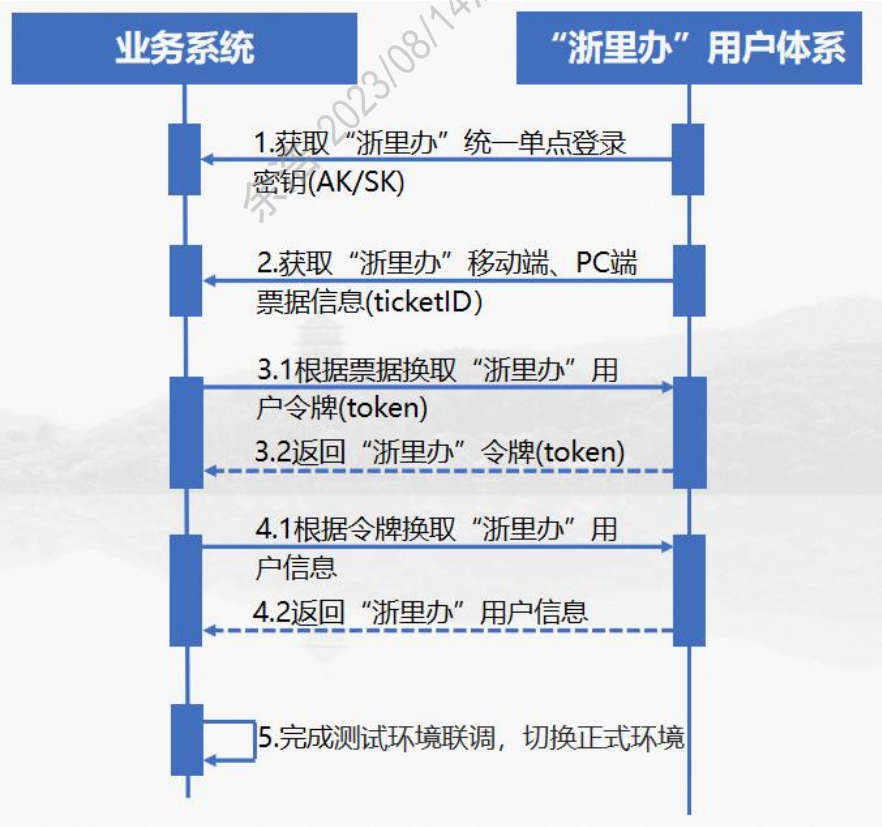 业务系统
“浙里办”用户体系
1.获取“浙里办”统一单点登录
密钥(AK/SK)
2.获取“浙里办”移动端、PC端
票据信息(ticketID)
3.1根据票据换取“浙里办”用
户令牌(token)
3.2返回“浙里办”令牌(token)
4.1根据令牌换取“浙里办”用
户信息
4.2返回“浙里办”用户信息
5.完成测试环境联调，切换正式环境
2023/08/14